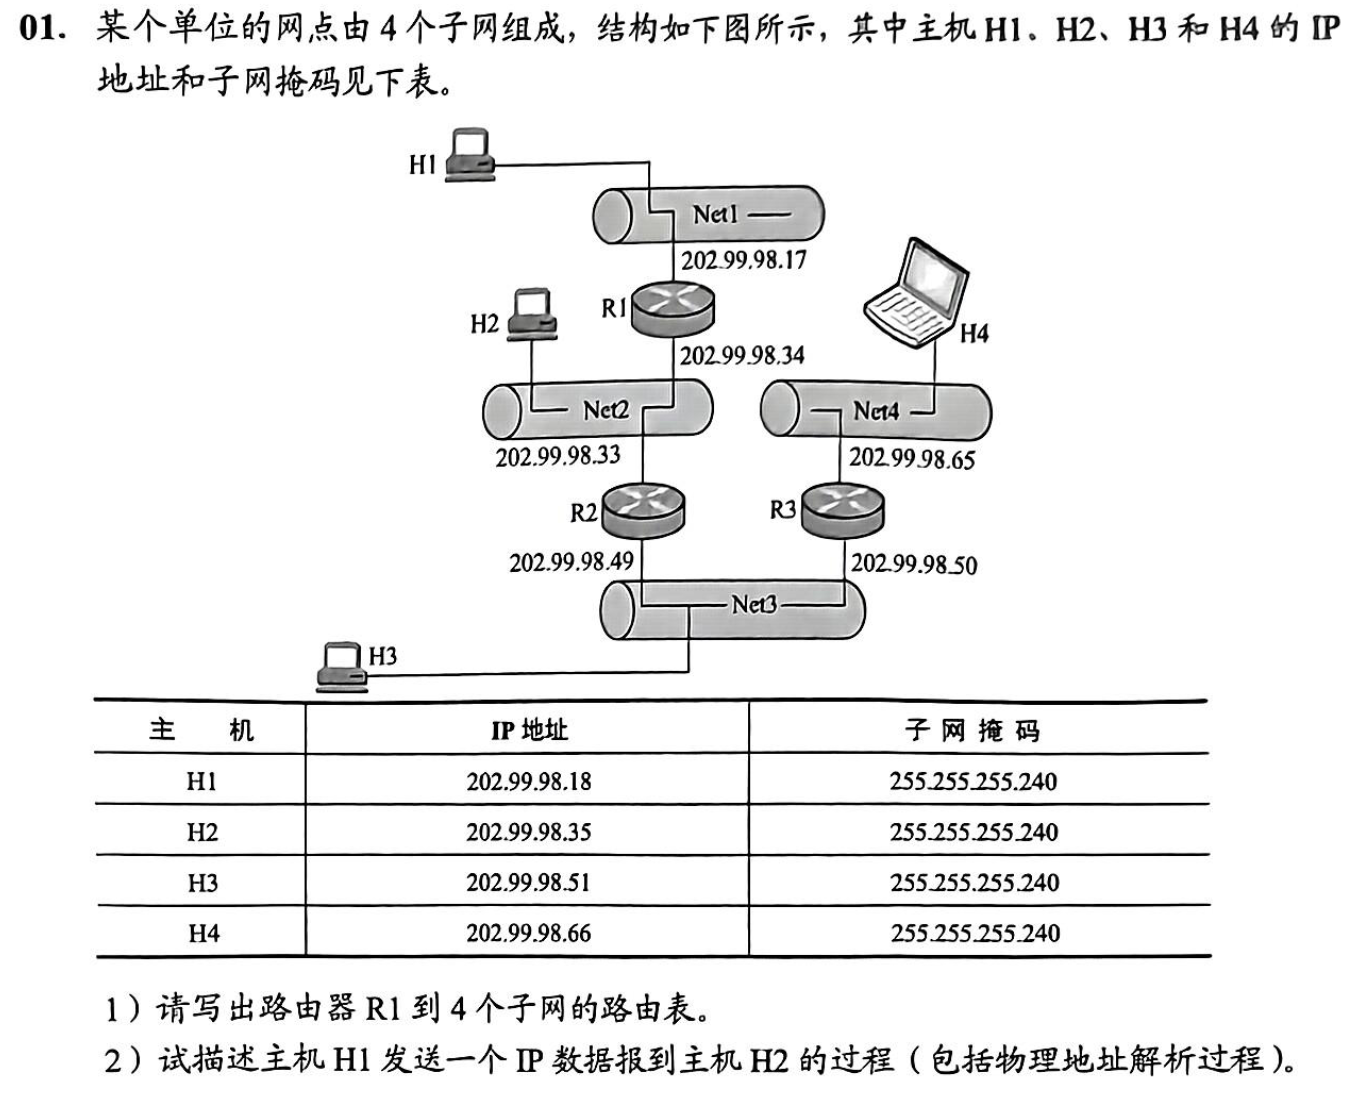 01. 某个单位的网点由 4 个子网组成，结构如下图所示，其中主机 H1、H2、H3 和 H4 的 IP
地址和子网掩码见下表。
H1
Net1
202.99.98.17
H2
R1
H4
202.99.98.34
Net2
Net4
202.99.98.33
202.99.98.65
R2
R3
202.99.98.49
202.99.98.50
Net3
H3
主 机 IP 地址 子 网 掩 码
H1 202.99.98.18 255.255.255.240
H2 202.99.98.35 255.255.255.240
H3 202.99.98.51 255.255.255.240
H4 202.99.98.66 255.255.255.240
1）请写出路由器 R1 到 4 个子网的路由表。
2）试描述主机 H1 发送一个 IP 数据报到主机 H2 的过程（包括物理地址解析过程）。